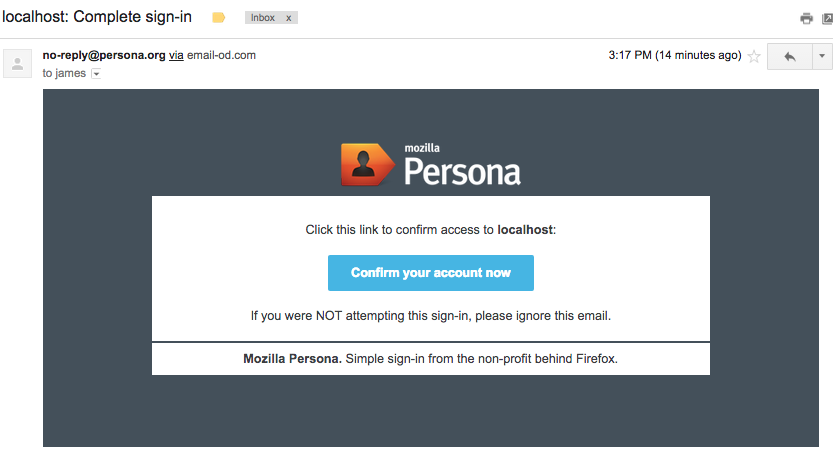 localhost: Complete sign-in Inbox x
no-reply@persona.org via email-od.com 3:17 PM (14 minutes ago)
to james
mozilla
Persona
Click this link to confirm access to localhost:
Confirm your account now
If you were NOT attempting this sign-in, please ignore this email.
Mozilla Persona. Simple sign-in from the non-profit behind Firefox.